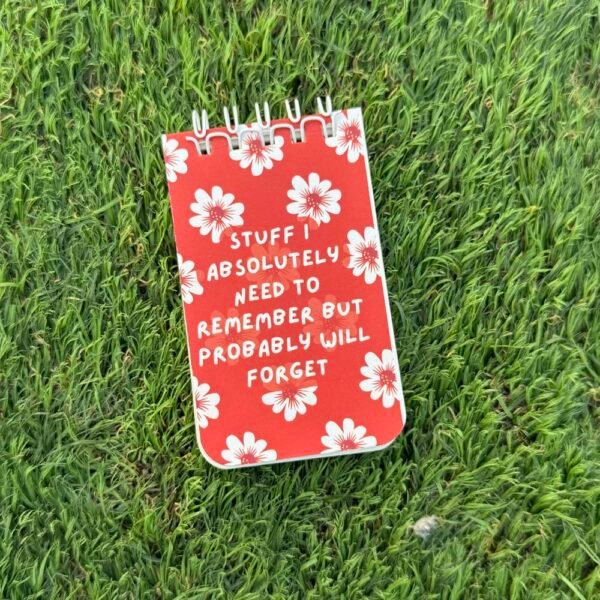 STUFF I
ABSOLUTELY
NEED TO
REMEMBER BUT
PROBABLY WILL
FORGET